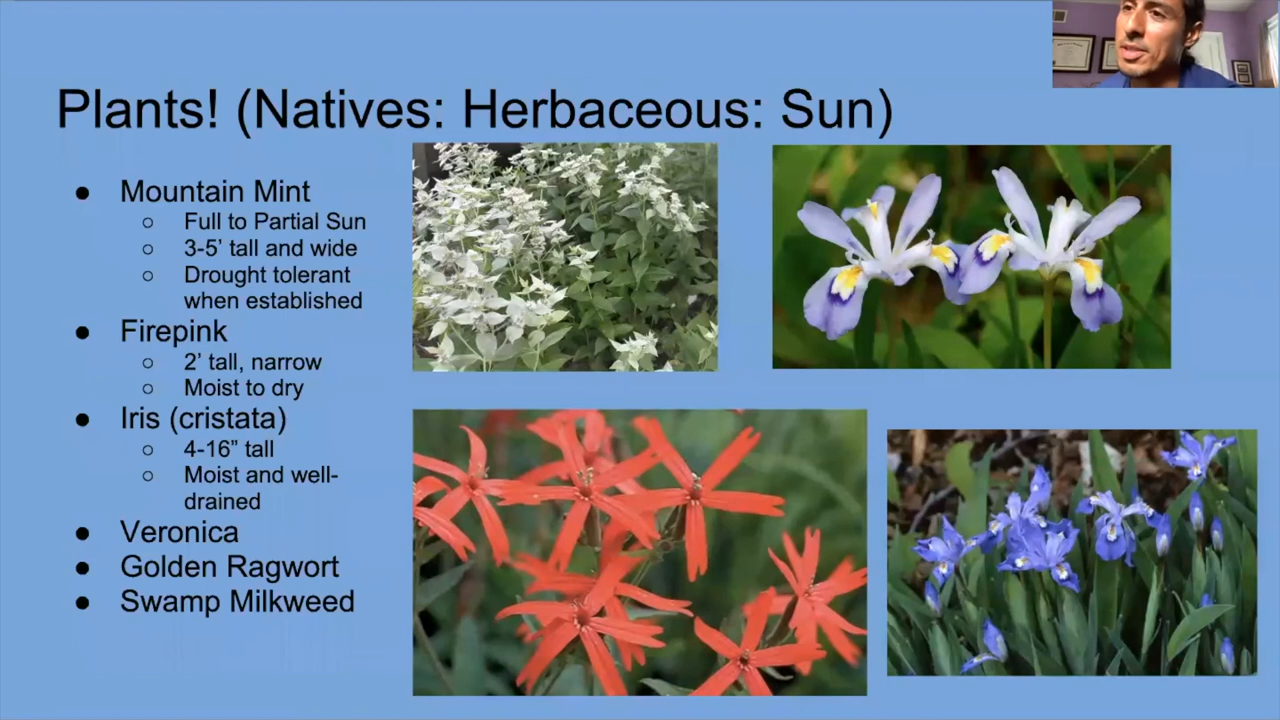 Plants! (Natives: Herbaceous: Sun)
● Mountain Mint
○ Full to Partial Sun
○ 3-5’ tall and wide
○ Drought tolerant
when established
● Firepink
○ 2’ tall, narrow
○ Moist to dry
● Iris (cristata)
○ 4-16” tall
○ Moist and well-
drained
● Veronica
● Golden Ragwort
● Swamp Milkweed